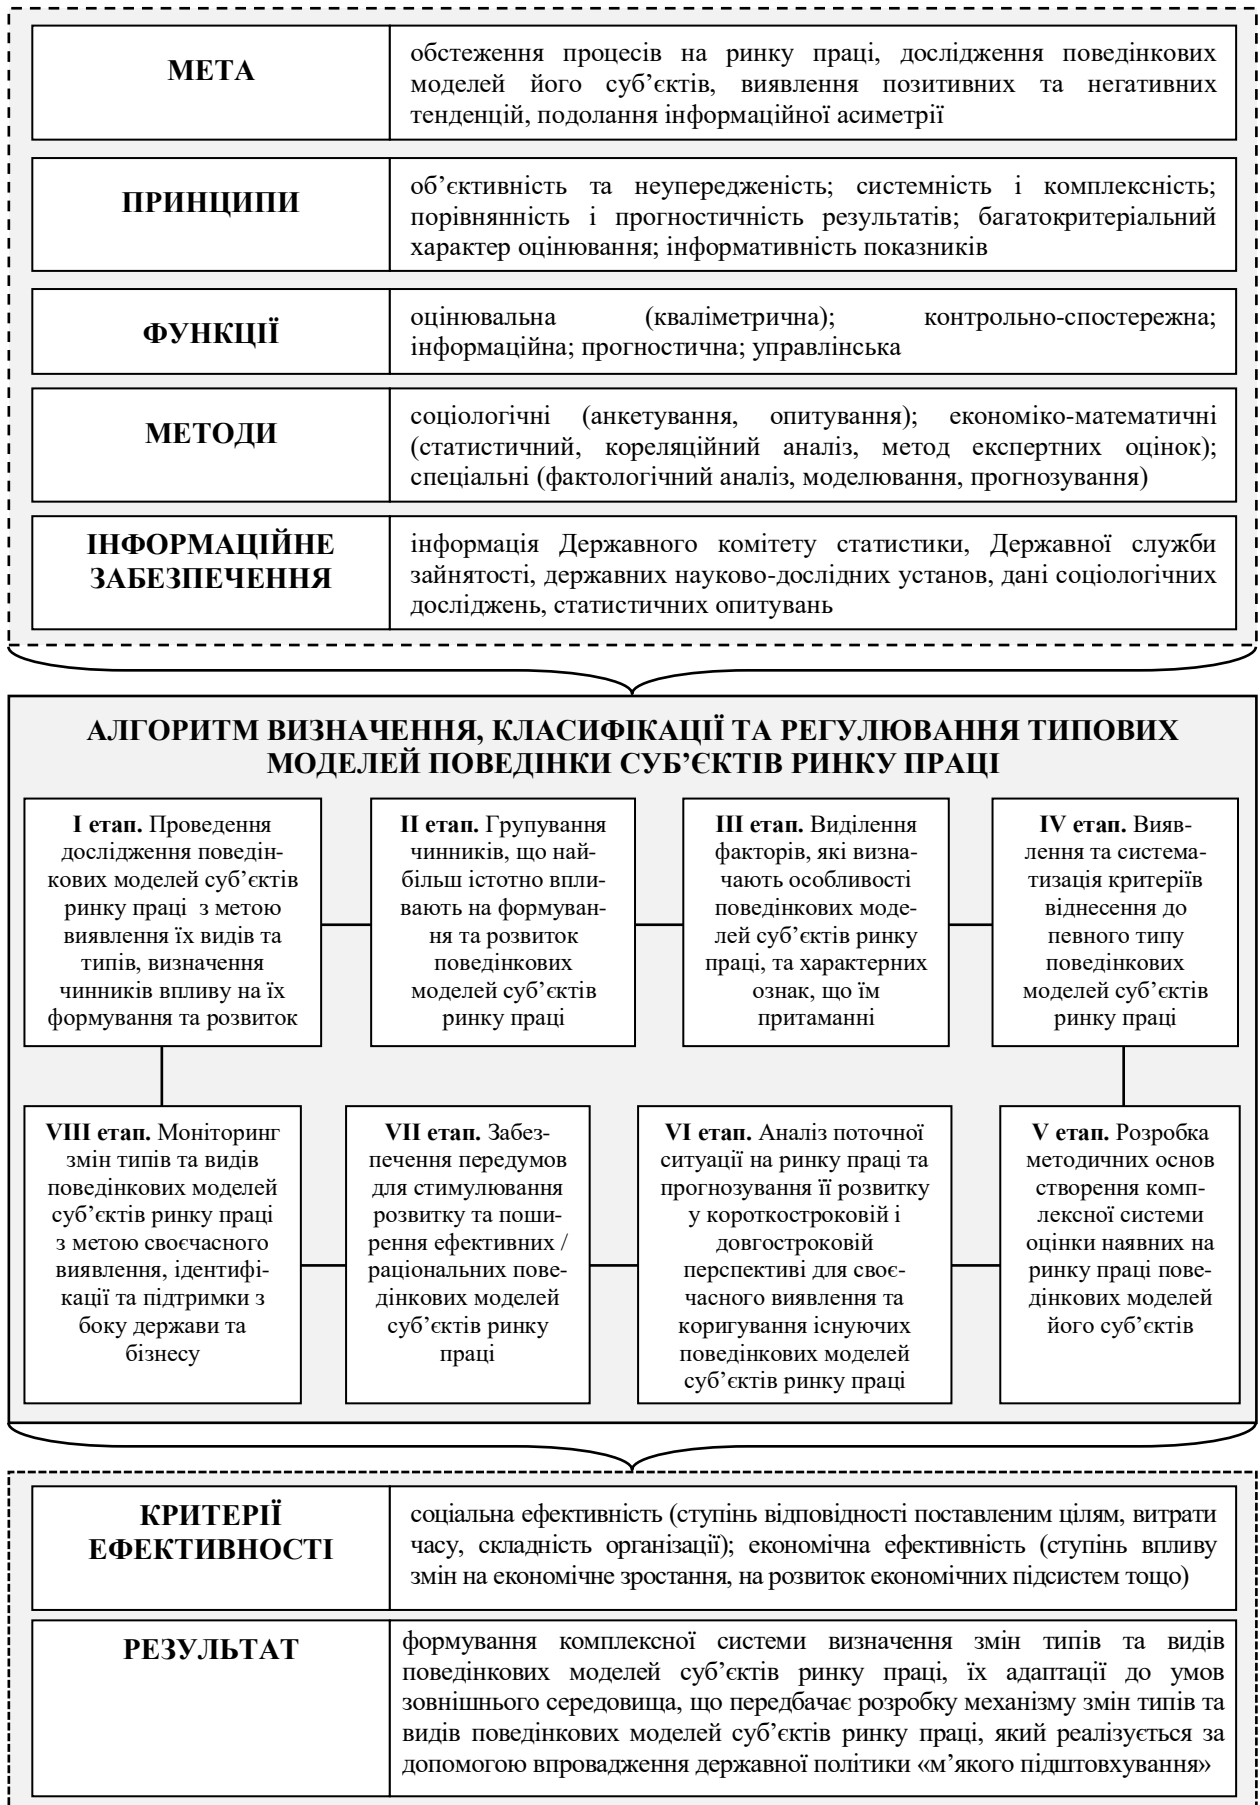 МЕТА
обстеження процесів на ринку праці, дослідження поведінкових
моделей його суб’єктів, виявлення позитивних та негативних
тенденцій, подолання інформаційної асиметрії
ПРИНЦИПИ
об’єктивність та неупередженість; системність і комплексність;
порівнянність і прогностичність результатів; багатокритеріальний
характер оцінювання; інформативність показників
ФУНКЦІЇ
оцінювальна (кваліметрична); контрольно-спостережна;
інформаційна; прогностична; управлінська
МЕТОДИ
соціологічні (анкетування, опитування); економіко-математичні
(статистичний, кореляційний аналіз, метод експертних оцінок);
спеціальні (фактологічний аналіз, моделювання, прогнозування)
ІНФОРМАЦІЙНЕ
ЗАБЕЗПЕЧЕННЯ
інформація Державного комітету статистики, Державної служби
зайнятості, державних науково-дослідних установ, дані соціологічних
досліджень, статистичних опитувань
АЛГОРИТМ ВИЗНАЧЕННЯ, КЛАСИФІКАЦІЇ ТА РЕГУЛЮВАННЯ ТИПОВИХ
МОДЕЛЕЙ ПОВЕДІНКИ СУБ’ЄКТІВ РИНКУ ПРАЦІ
I етап. Проведення
дослідження поведін-
кових моделей суб’єктів
ринку праці з метою
виявлення їх видів та
типів, визначення
чинників впливу на їх
формування та розвиток
II етап. Групування
чинників, що най-
більш істотно впли-
вають на формуван-
ня та розвиток
поведінкових
моделей суб’єктів
ринку праці
III етап. Виділення
факторів, які визна-
чають особливості
поведінкових моде-
лей суб’єктів ринку
праці, та характерних
ознак, що їм
притаманні
IV етап. Вияв-
лення та система-
тизація критеріїв
віднесення до
певного типу
поведінкових
моделей суб’єктів
ринку праці
VIII етап. Моніторинг
змін типів та видів
поведінкових моделей
суб’єктів ринку праці
з метою своєчасного
виявлення, ідентифі-
кації та підтримки з
боку держави та
бізнесу
VII етап. Забез-
печення передумов
для стимулювання
розвитку та поши-
рення ефективних /
раціональних пове-
дінкових моделей
суб’єктів ринку
праці
VI етап. Аналіз поточної
ситуації на ринку праці та
прогнозування її розвитку
у короткостроковій і
довгостроковій
перспективі для своє-
часного виявлення та
коригування існуючих
поведінкових моделей
суб’єктів ринку праці
V етап. Розробка
методичних основ
створення комп-
лексної системи
оцінки наявних на
ринку праці пове-
дінкових моделей
його суб’єктів
КРИТЕРІЇ
ЕФЕКТИВНОСТІ
соціальна ефективність (ступінь відповідності поставленим цілям, витрати
часу, складність організації); економічна ефективність (ступінь впливу
змін на економічне зростання, на розвиток економічних підсистем тощо)
РЕЗУЛЬТАТ
формування комплексної системи визначення змін типів та видів
поведінкових моделей суб’єктів ринку праці, їх адаптації до умов
зовнішнього середовища, що передбачає розробку механізму змін типів та
видів поведінкових моделей суб’єктів ринку праці, який реалізується за
допомогою впровадження державної політики «м’якого підштовхування»